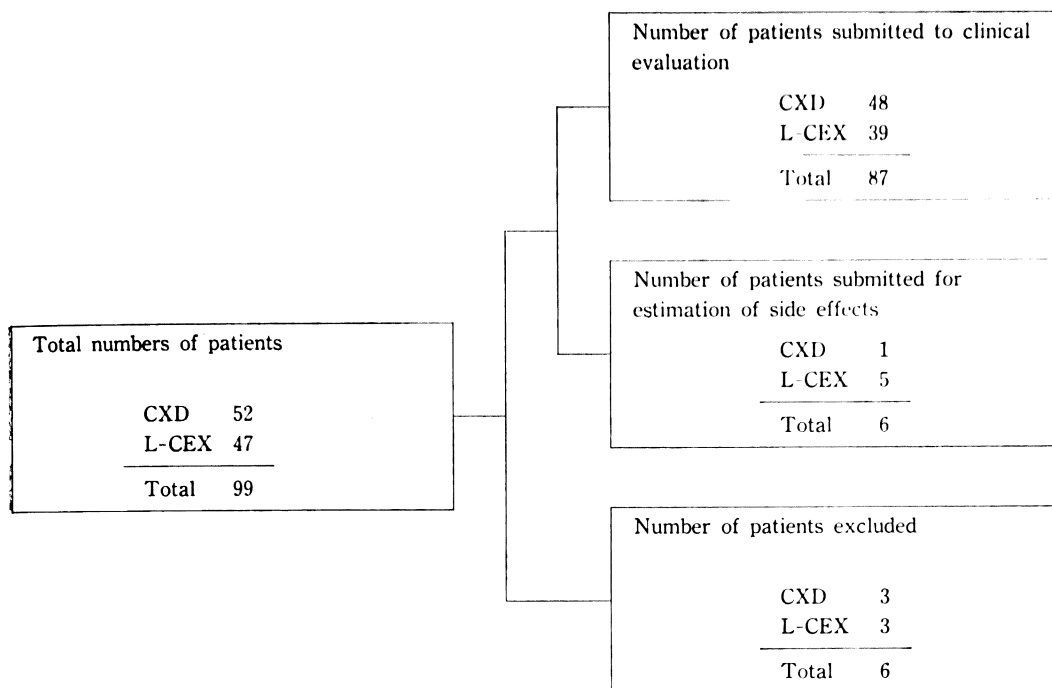 Number of patients submitted to clinical
evaluation
CXD 48
L-CEX 39
Total 87
Number of patients submitted for
estimation of side effects
CXD 1
L-CEX 5
Total 6
Total numbers of patients
CXD 52
L-CEX 47
Total 99
Number of patients excluded
CXD 3
L-CEX 3
Total 6